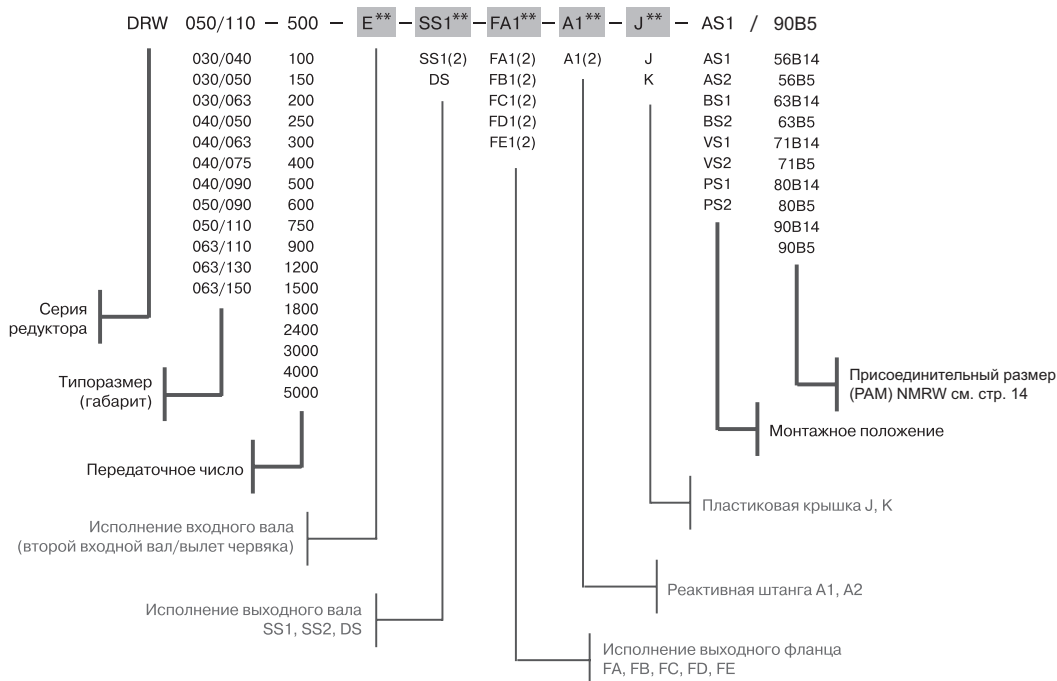 DRW 050/110 – 500 – E** – SS1** – FA1** – A1** – J** – AS1 / 90B5
030/040 100 SS1(2) FA1(2) A1(2) J AS1 56B14
030/050 150 DS FB1(2) K AS2 56B5
030/063 200 FC1(2) BS1 63B14
040/050 250 FD1(2) BS2 63B5
040/063 300 FE1(2) VS1 71B14
040/075 400 VS2 71B5
040/090 500 PS1 80B14
050/090 600 PS2 80B5
050/110 750 90B14
063/110 900 90B5
063/130 1200
063/150 1500
1800
2400
3000
4000
5000
Серия
редуктора
Типоразмер
(габарит)
Передаточное число
Присоединительный размер
(PAM) NMRW см. стр. 14
Монтажное положение
Пластиковая крышка J, K
Исполнение входного вала
(второй входной вал/вылет червяка)
Реактивная штанга A1, A2
Исполнение выходного вала
SS1, SS2, DS
Исполнение выходного фланца
FA, FB, FC, FD, FE